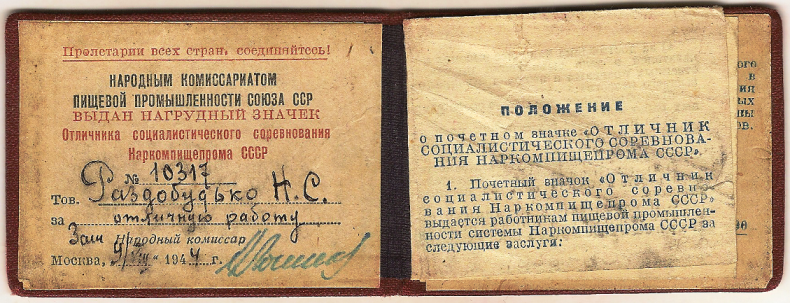 Пролетарии всех стран, соединяйтесь!
НАРОДНЫМ КОМИССАРИАТОМ
ПИЩЕВОЙ ПРОМЫШЛЕННОСТИ СОЮЗА ССР
ВЫДАН НАГРУДНЫЙ ЗНАЧЕК
Отличника социалистического соревнования
Наркомпищепрома СССР
№ 10317
Тов. Раздобудько Н.С.
за отличную работу
Зам Народный комиссар
Москва, 9/VIII 1944 г.
ПОЛОЖЕНИЕ
о почетном значке «ОТЛИЧНИК
СОЦИАЛИСТИЧЕСКОГО СОРЕВНОВА-
НИЯ НАРКОМПИЩЕПРОМА СССР».
1. Почетный значок «Отличник
социалистического сорев-
вания Наркомпищепрома СССР»
выдается работникам пищевой промышлен-
ности системы Наркомпищепрома СССР за
следующие заслуги: